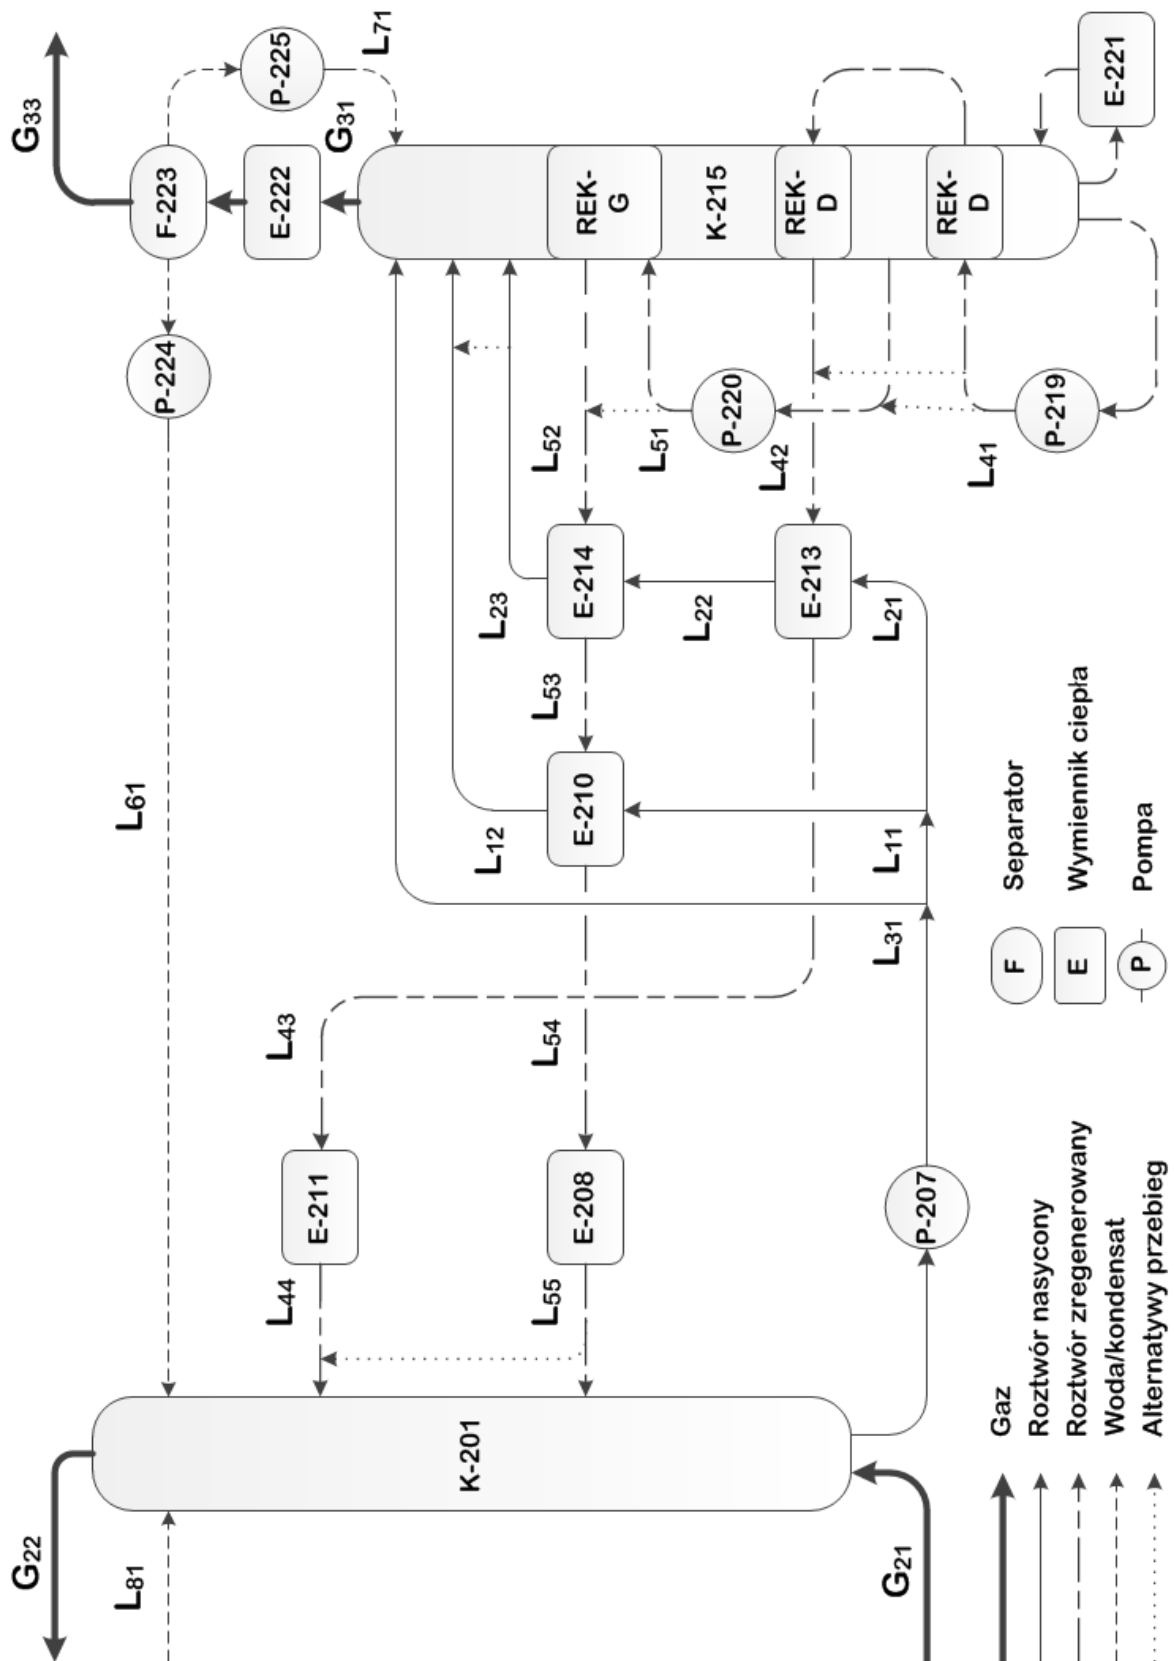 G22
L81
G21
K-201
L61
L44
L55
E-211
E-208
P-207
L43
L54
L31
L12
L11
E-210
L53
L23
L22
L21
E-214
E-213
L52
L51
L42
L41
P-224
P-220
P-219
G33
F-223
E-222
G31
P-225
L71
REK-
G
K-215
REK-
D
REK-
D
E-221
Gaz
Roztwór nasycony
Roztwór zregenerowany
Woda/kondensat
Alternatywy przebieg
F
Separator
E
Wymiennik ciepła
P
Pompa